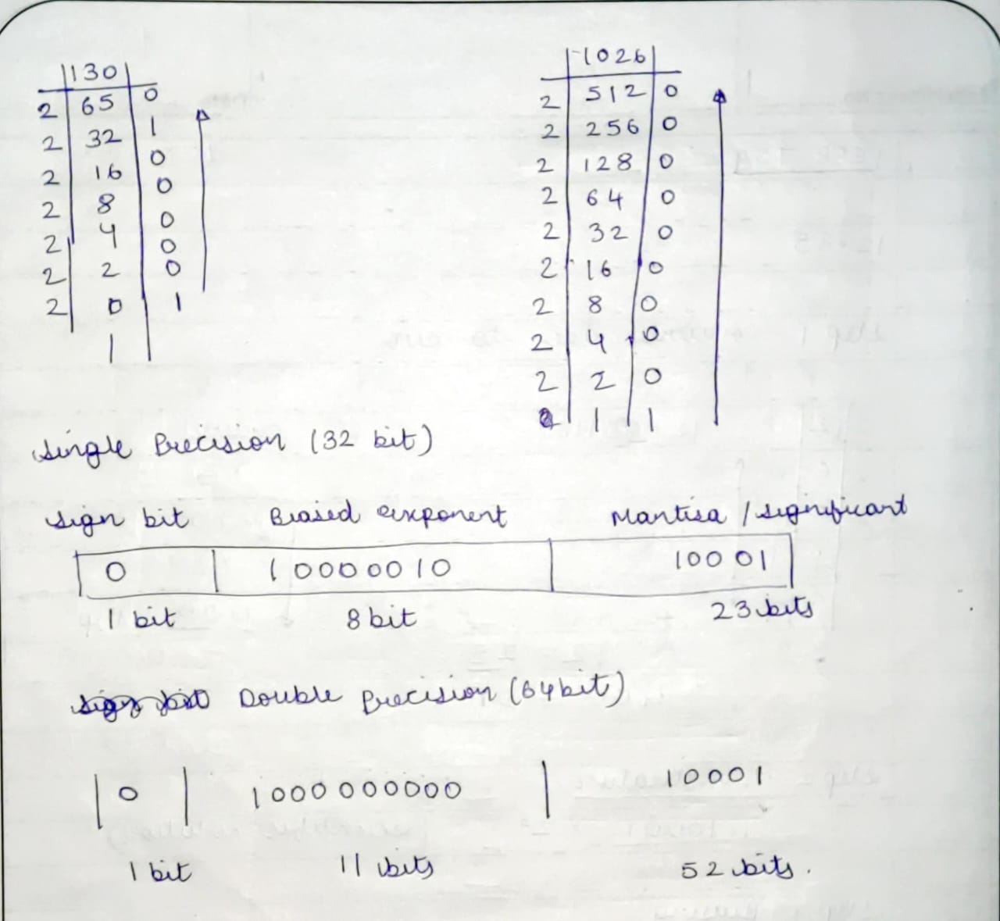 130
2 65 0
2 32 1
2 16 0
2 8 0
2 4 0
2 2 0
2 0 0
1 1
1026
2 512 0
2 256 0
2 128 0
2 64 0
2 32 0
2 16 0
2 8 0
2 4 0
2 2 0
2 1 1
Single Precision (32 bit)
Sign bit Biased exponent Mantisa / significant
0 10000010 10001
1 bit 8 bit 23 bits
Double Precision (64bit)
0 1000000000 10001
1 bit 11 bits 52 bits.